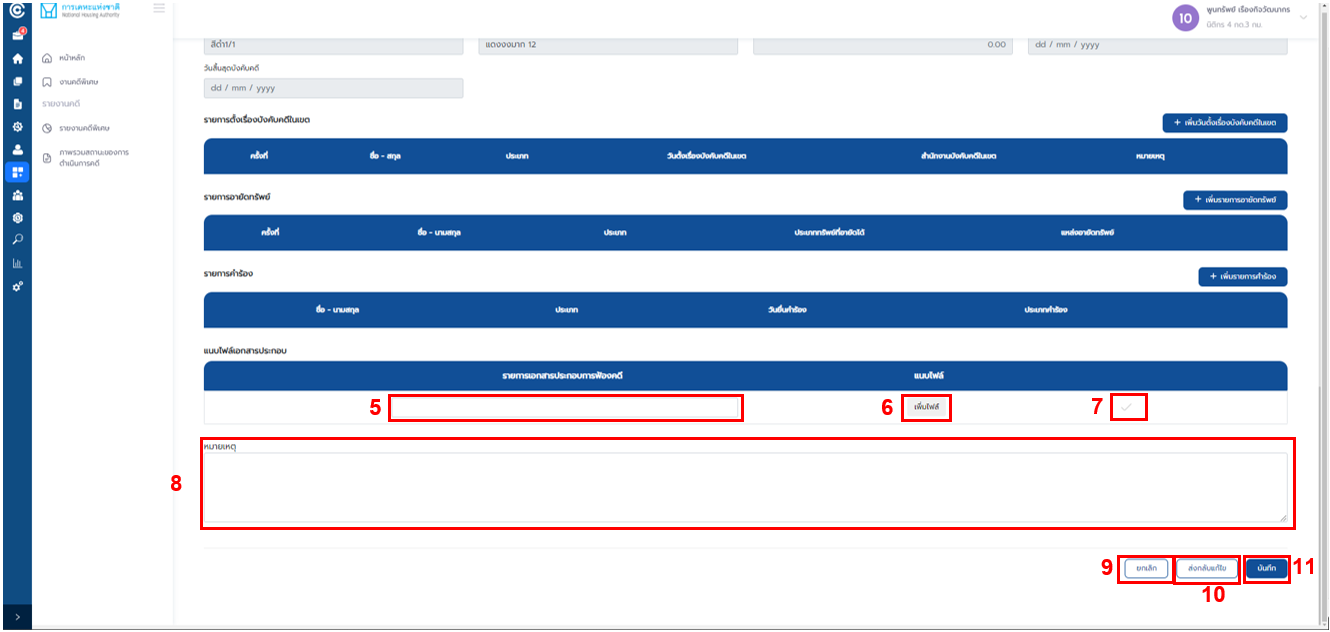 การเคหะแห่งชาติ
National Housing Authority
4
10
พูนทรัพย์ เรืองกิจวัฒนากร
นิติกร 4 กด.3 กม.
หน้าหลัก
งานคดีพิเศษ
รายงานคดี
รายงานคดีพิเศษ
ภาพรวมสถานะของการ
ดำเนินการคดี
สีดำ1/1
แดงงงมาก 12
0.00
dd / mm / yyyy
วันสิ้นสุดบังคับคดี
dd / mm / yyyy
รายการตั้งเรื่องบังคับคดีในเขต
+ เพิ่มวันตั้งเรื่องบังคับคดีในเขต
ครั้งที่ ชื่อ - สกุล ประเภท วันตั้งเรื่องบังคับคดีในเขต สำนักงานบังคับคดีในเขต หมายเหตุ
รายการอายัดทรัพย์
+ เพิ่มรายการอายัดทรัพย์
ครั้งที่ ชื่อ - นามสกุล ประเภท ประเภททรัพย์ที่อายัดได้ แหล่งอายัดทรัพย์
รายการคำร้อง
+ เพิ่มรายการคำร้อง
ชื่อ - นามสกุล ประเภท วันยื่นคำร้อง ประเภทคำร้อง
แนบไฟล์เอกสารประกอบ
รายการเอกสารประกอบการฟ้องคดี แนบไฟล์
5
6
เพิ่มไฟล์
7
หมายเหตุ
8
9
ยกเลิก
ส่งกลับแก้ไข
บันทึก
11
10